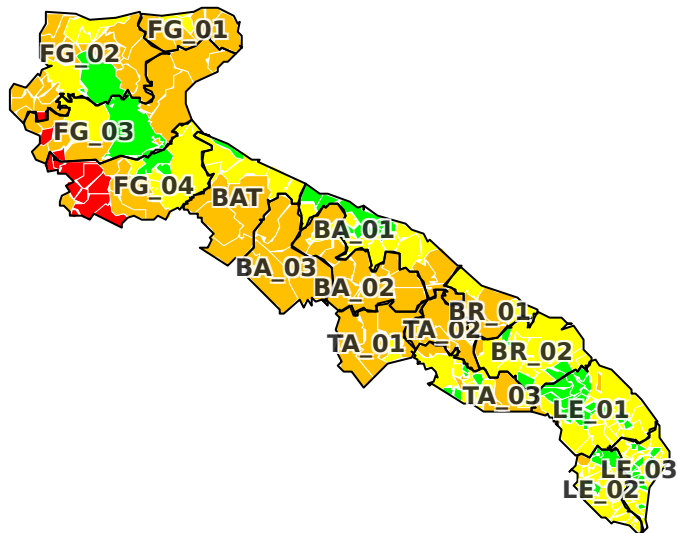 FG_01
FG_02
FG_03
FG_04
BAT
BA_01
BA_03
BA_02
BR_01
TA_02
TA_01
BR_02
TA_03
LE_01
LE_03
LE_02